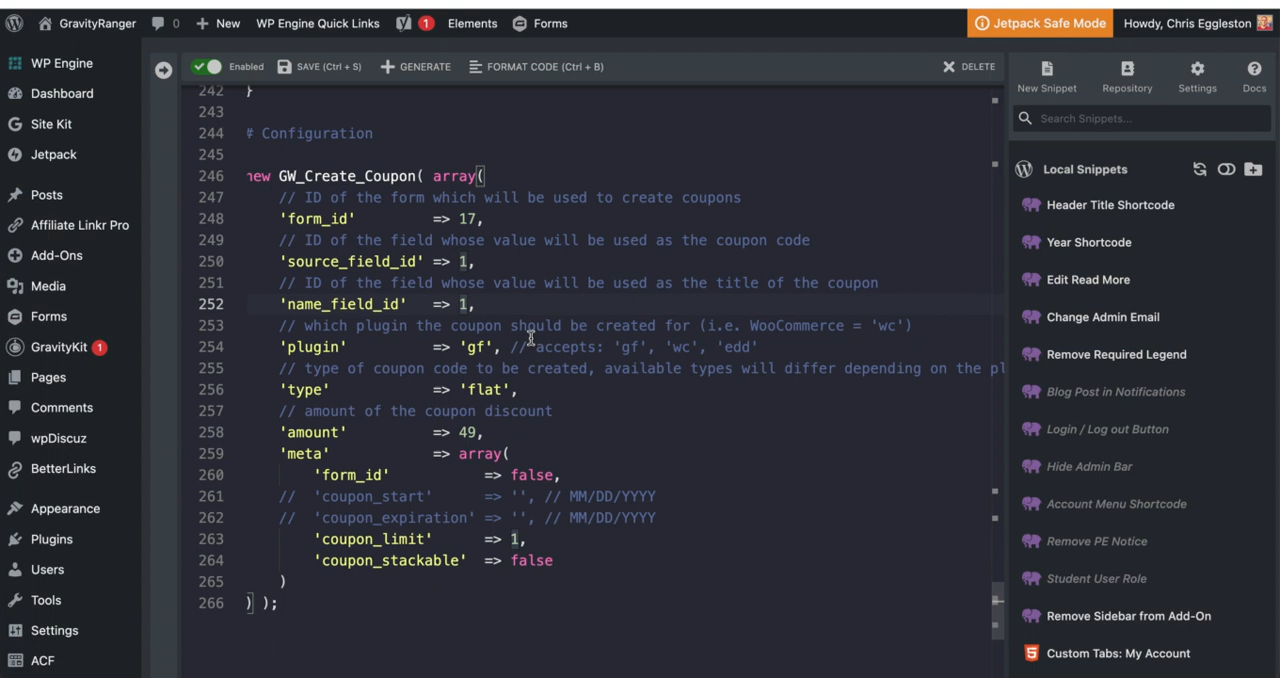 GravityRanger 0 New WP Engine Quick Links 1 Elements Forms Jetpack Safe Mode Howdy, Chris Eggleston
WP Engine
Dashboard
Site Kit
Jetpack
Posts
Affiliate Linkr Pro
Add-Ons
Media
Forms
GravityKit 1
Pages
Comments
wpDiscuz
BetterLinks
Appearance
Plugins
Users
Tools
Settings
ACF
Enabled SAVE (Ctrl + S) GENERATE FORMAT CODE (Ctrl + B) DELETE
242 }
243
244 # Configuration
245
246 new GW_Create_Coupon( array(
247 // ID of the form which will be used to create coupons
248 'form_id' => 17,
249 // ID of the field whose value will be used as the coupon code
250 'source_field_id' => 1,
251 // ID of the field whose value will be used as the title of the coupon
252 'name_field_id' => 1,
253 // which plugin the coupon should be created for (i.e. WooCommerce = 'wc')
254 'plugin' => 'gf', // accepts: 'gf', 'wc', 'edd'
255 // type of coupon code to be created, available types will differ depending on the pl
256 'type' => 'flat',
257 // amount of the coupon discount
258 'amount' => 49,
259 'meta' => array(
260 'form_id' => false,
261 // 'coupon_start' => '', // MM/DD/YYYY
262 // 'coupon_expiration' => '', // MM/DD/YYYY
263 'coupon_limit' => 1,
264 'coupon_stackable' => false
265 )
266 ) );
New Snippet Repository Settings Docs
Search Snippets...
Local Snippets
Header Title Shortcode
Year Shortcode
Edit Read More
Change Admin Email
Remove Required Legend
Blog Post in Notifications
Login / Log out Button
Hide Admin Bar
Account Menu Shortcode
Remove PE Notice
Student User Role
Remove Sidebar from Add-On
Custom Tabs: My Account